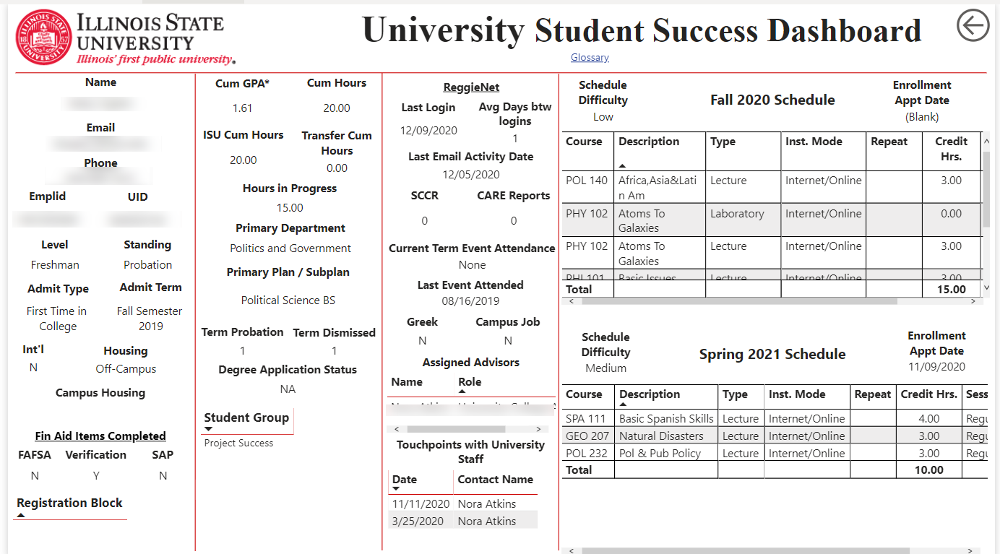 ILLINOIS STATE
UNIVERSITY
Illinois' first public university.
ILLINOIS STATE
18 57
UNIVERSITY
University Student Success Dashboard
Glossary
Name
Email
Phone
Emplid UID
Level Standing
Freshman Probation
Admit Type Admit Term
First Time in Fall Semester
College 2019
Int'l Housing
N Off-Campus
Campus Housing
Fin Aid Items Completed
FAFSA Verification SAP
N Y N
Registration Block
Cum GPA* Cum Hours
1.61 20.00
ISU Cum Hours Transfer Cum
Hours
20.00 0.00
Hours in Progress
15.00
Primary Department
Politics and Government
Primary Plan / Subplan
Political Science BS
Term Probation Term Dismissed
1 1
Degree Application Status
NA
Student Group
Project Success
ReggieNet
Last Login Avg Days btw
logins
12/09/2020 1
Last Email Activity Date
12/05/2020
SCCR CARE Reports
0 0
Current Term Event Attendance
None
Last Event Attended
08/16/2019
Greek Campus Job
N N
Assigned Advisors
Name Role
Touchpoints with University
Staff
Date Contact Name
11/11/2020 Nora Atkins
3/25/2020 Nora Atkins
Schedule
Difficulty
Low
Fall 2020 Schedule
Enrollment
Appt Date
(Blank)
Course Description Type Inst. Mode Repeat Credit
Hrs.
POL 140 Africa,Asia&Lati Lecture Internet/Online 3.00
n Am
PHY 102 Atoms To Laboratory Internet/Online 0.00
Galaxies
PHY 102 Atoms To Lecture Internet/Online 3.00
Galaxies
PHI 101 Basic Issues Lecture Internet/Online 3.00
Total 15.00
Schedule
Difficulty
Medium
Spring 2021 Schedule
Enrollment
Appt Date
11/09/2020
Course Description Type Inst. Mode Repeat Credit Hrs. Sess
SPA 111 Basic Spanish Skills Lecture Internet/Online 4.00 Regu
GEO 207 Natural Disasters Lecture Internet/Online 3.00 Regu
POL 232 Pol & Pub Policy Lecture Internet/Online 3.00 Regu
Total 10.00